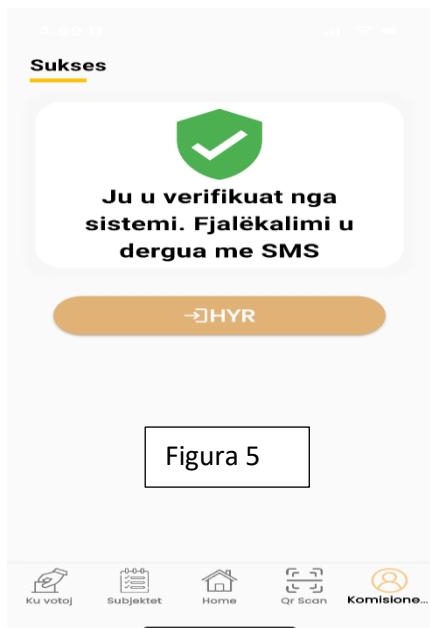 Sukses
Ju u verifikuat nga
sistemi. Fjalëkalimi u
dergua me SMS
HYR
Figura 5
Ku votoj
Subjektet
Home
Qr Scan
Komisione...